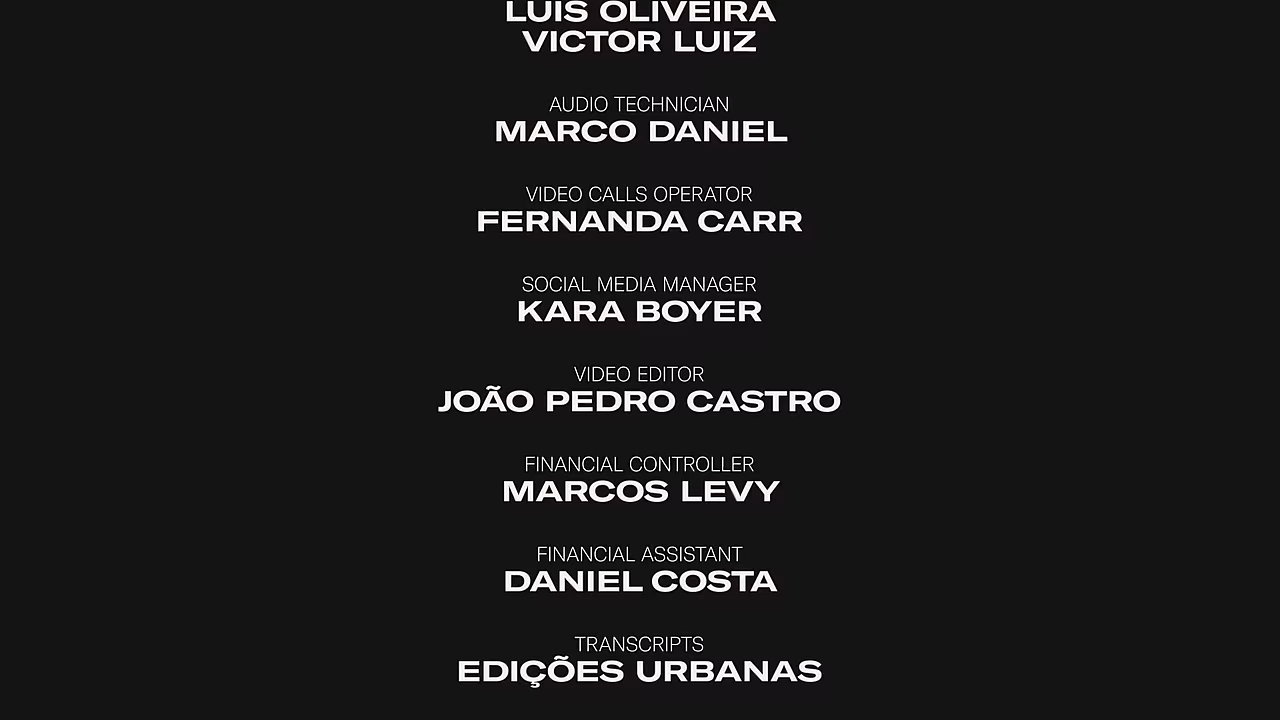 LUIS OLIVEIRA
VICTOR LUIZ
AUDIO TECHNICIAN
MARCO DANIEL
VIDEO CALLS OPERATOR
FERNANDA CARR
SOCIAL MEDIA MANAGER
KARA BOYER
VIDEO EDITOR
JOÃO PEDRO CASTRO
FINANCIAL CONTROLLER
MARCOS LEVY
FINANCIAL ASSISTANT
DANIEL COSTA
TRANSCRIPTS
EDIÇÕES URBANAS